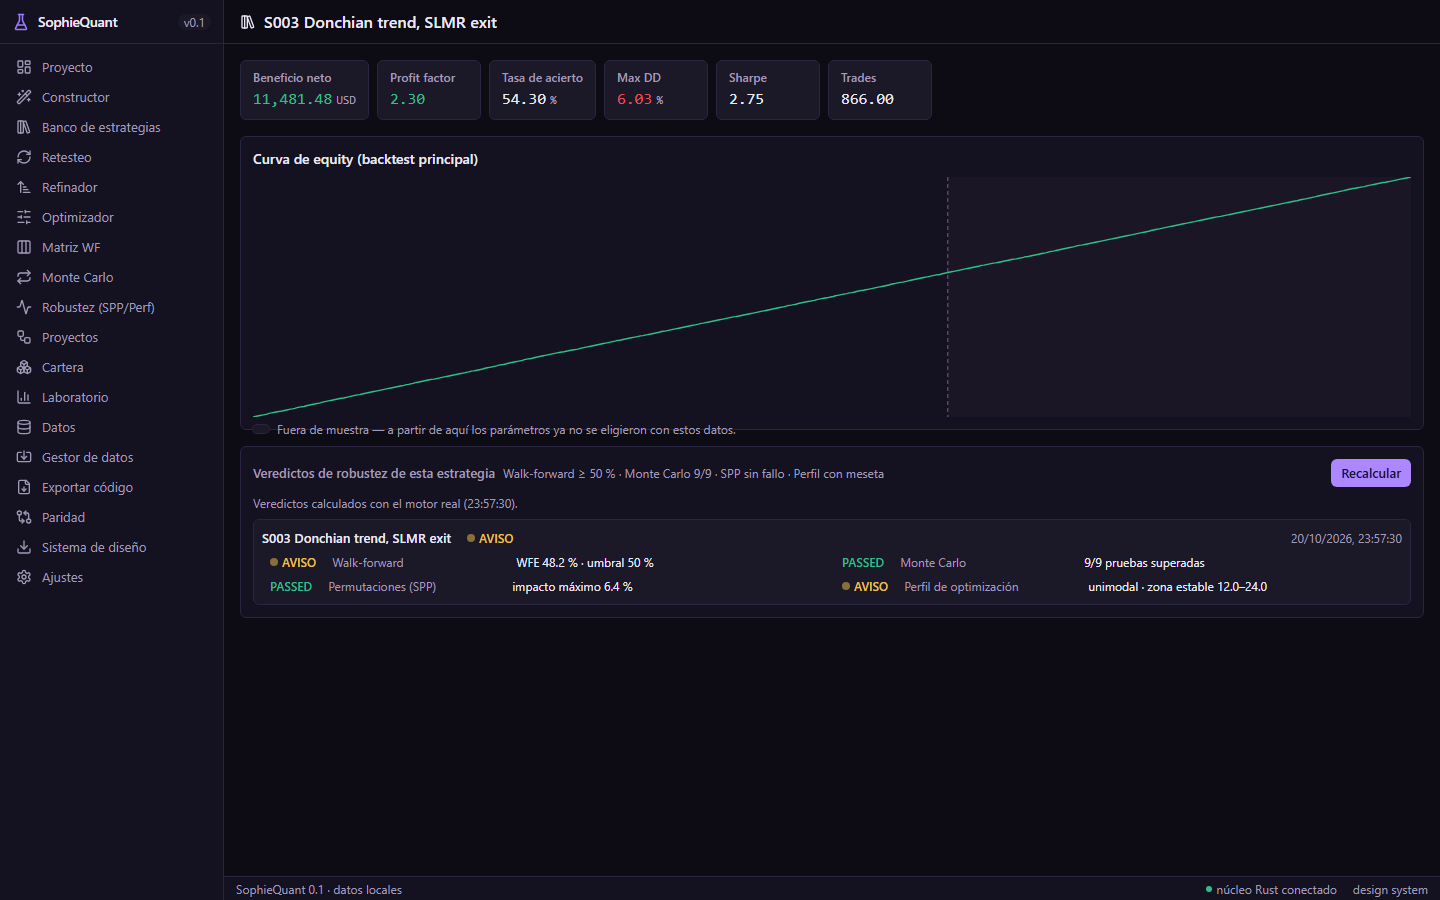 SophieQuant v0.1
S003 Donchian trend, SLMR exit
Proyecto
Constructor
Banco de estrategias
Retesteo
Refinador
Optimizador
Matriz WF
Monte Carlo
Robustez (SPP/Perf)
Proyectos
Cartera
Laboratorio
Datos
Gestor de datos
Exportar código
Paridad
Sistema de diseño
Ajustes
Beneficio neto
11,481.48 USD
Profit factor
2.30
Tasa de acierto
54.30 %
Max DD
6.03 %
Sharpe
2.75
Trades
866.00
Curva de equity (backtest principal)
Fuera de muestra — a partir de aquí los parámetros ya no se eligieron con estos datos.
Veredictos de robustez de esta estrategia Walk-forward ≥ 50 % · Monte Carlo 9/9 · SPP sin fallo · Perfil con meseta
Recalcular
Veredictos calculados con el motor real (23:57:30).
S003 Donchian trend, SLMR exit AVISO 20/10/2026, 23:57:30
AVISO Walk-forward WFE 48.2 % · umbral 50 % PASSED Monte Carlo 9/9 pruebas superadas
PASSED Permutaciones (SPP) impacto máximo 6.4 % AVISO Perfil de optimización unimodal · zona estable 12.0–24.0
SophieQuant 0.1 · datos locales
núcleo Rust conectado design system